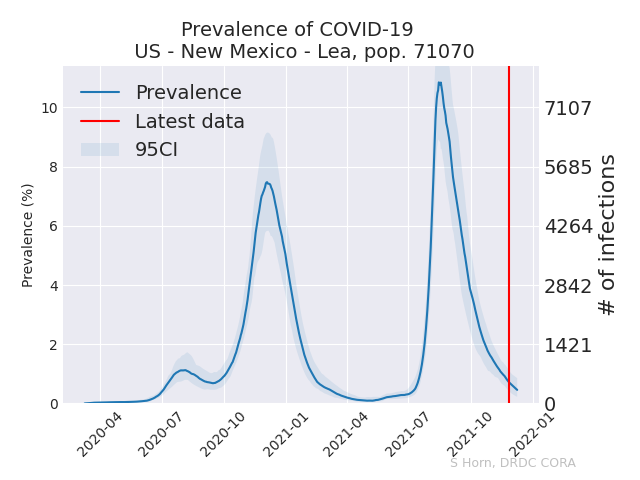 Prevalence of COVID-19
US - New Mexico - Lea, pop. 71070
Prevalence
Latest data
95CI
Prevalence (%)
10
8
6
4
2
0
7107
5685
4264
2842
1421
0
# of infections
2020-04
2020-07
2020-10
2021-01
2021-04
2021-07
2021-10
2022-01
S Horn, DRDC CORA